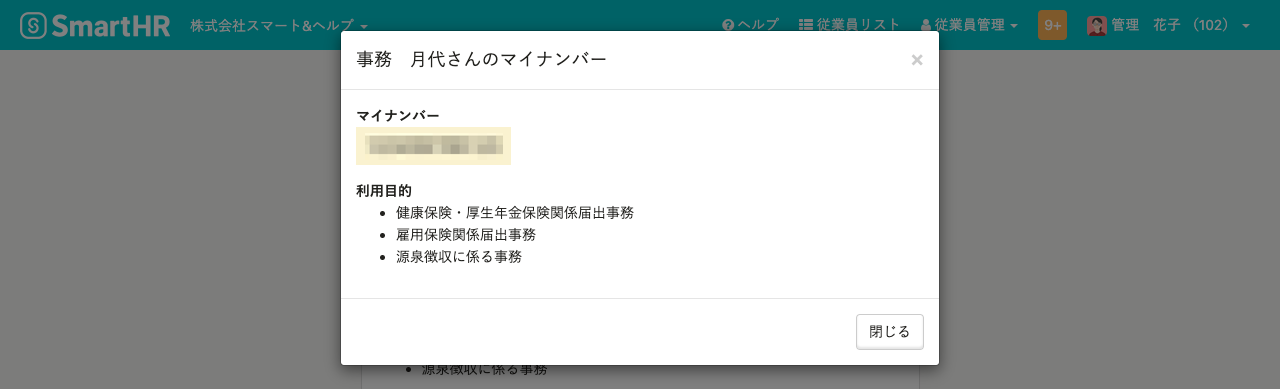 SmartHR 株式会社スマート&ヘルプ ヘルプ 従業員リスト 従業員管理 9+ 管理 花子 （102）
事務 月代さんのマイナンバー ×
マイナンバー
利用目的
健康保険・厚生年金保険関係届出事務
雇用保険関係届出事務
源泉徴収に係る事務
閉じる
源泉徴収に係る事務